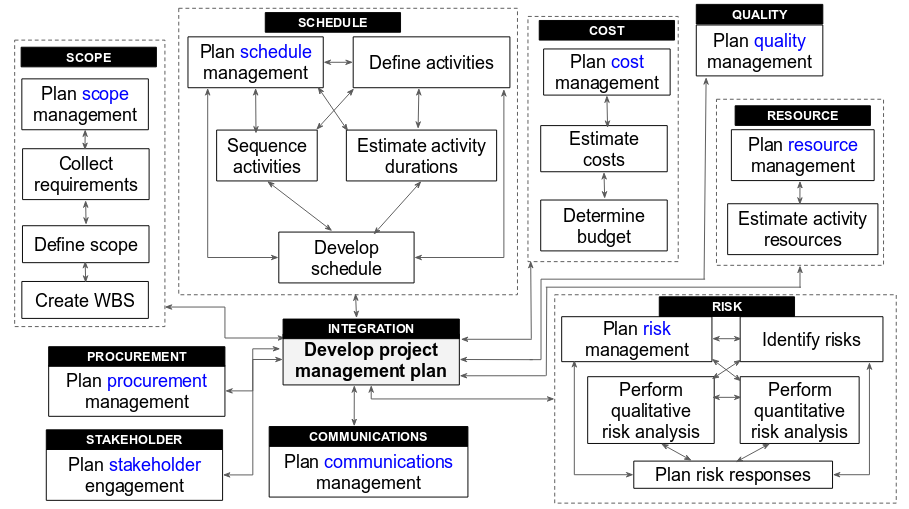 SCOPE
Plan scope
management
Collect
requirements
Define scope
Create WBS
SCHEDULE
Plan schedule
management
Define activities
Sequence
activities
Estimate activity
durations
Develop
schedule
COST
Plan cost
management
Estimate
costs
Determine
budget
QUALITY
Plan quality
management
RESOURCE
Plan resource
management
Estimate activity
resources
INTEGRATION
Develop project
management plan
PROCUREMENT
Plan procurement
management
STAKEHOLDER
Plan stakeholder
engagement
COMMUNICATIONS
Plan communications
management
RISK
Plan risk
management
Identify risks
Perform
qualitative
risk analysis
Perform
quantitative
risk analysis
Plan risk responses